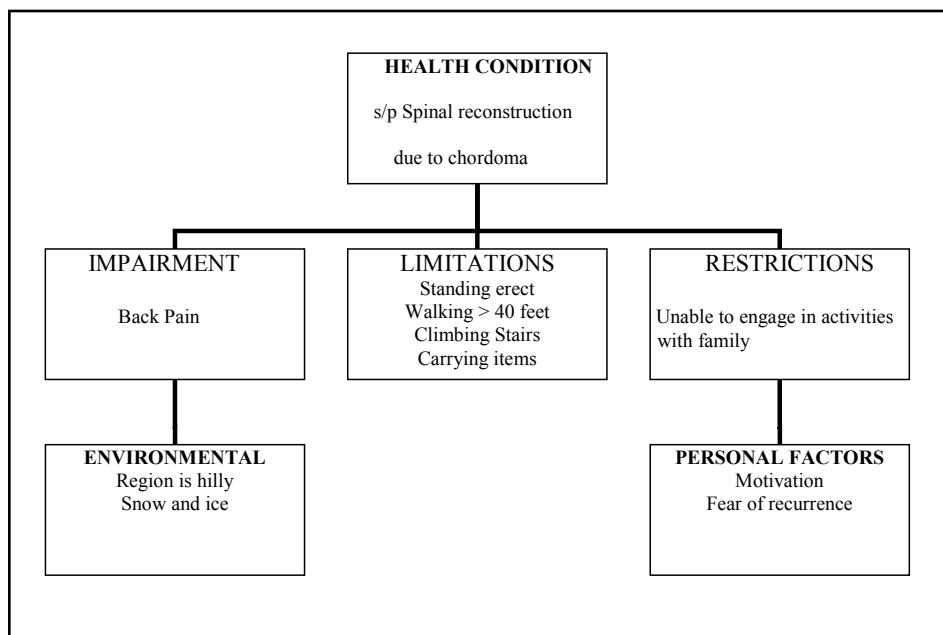 HEALTH CONDITION
s/p Spinal reconstruction
due to chordoma
IMPAIRMENT
Back Pain
LIMITATIONS
Standing erect
Walking > 40 feet
Climbing Stairs
Carrying items
RESTRICTIONS
Unable to engage in activities
with family
ENVIRONMENTAL
Region is hilly
Snow and ice
PERSONAL FACTORS
Motivation
Fear of recurrence